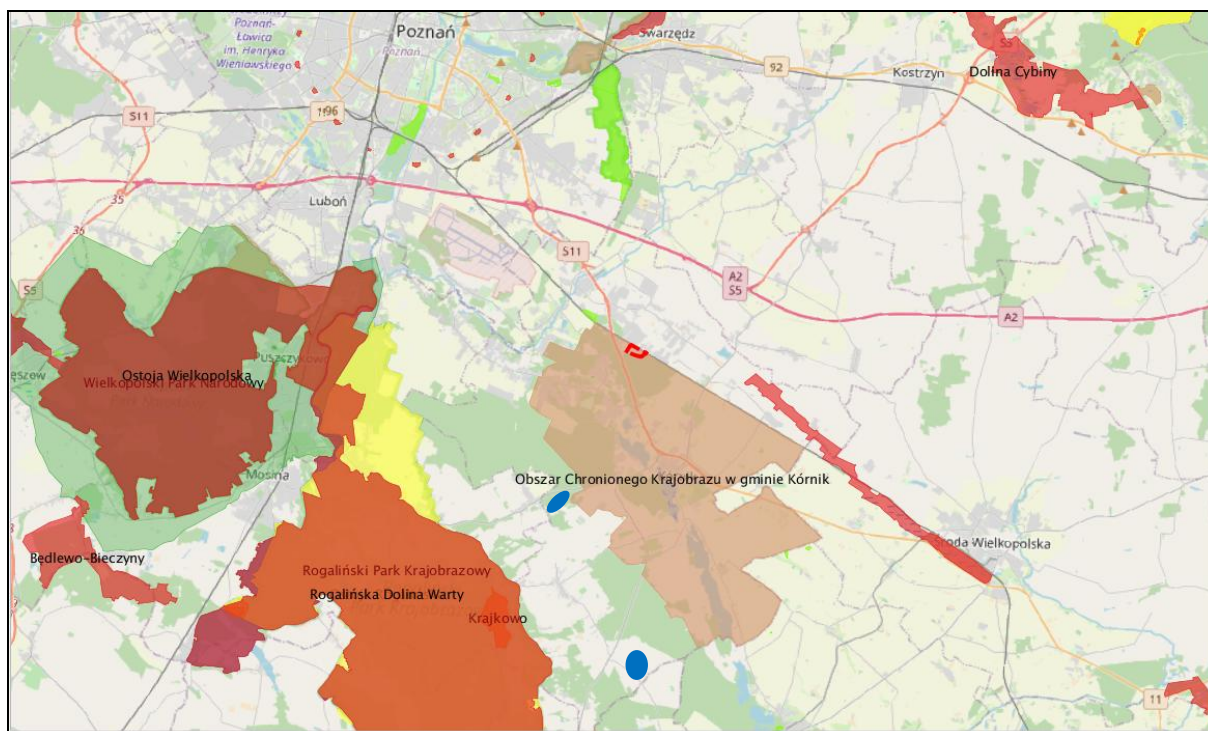 Poznań-
Ławica
im. Henryka
Wieniawskiego
Poznań
Poznań
Swarzędz
92
Kostrzyn
S5
Dolina Cybiny
S11
196
35
Luboń
S11
A2
S5
A2
S5
Puszczykowo
Ostoja Wielkopolska
Wielkopolski Park Narodowy
Mosina
Obszar Chronionego Krajobrazu w gminie Kórnik
Będlewo-Bieczyny
Środa Wielkopolska
Rogaliński Park Krajobrazowy
Rogalińska Dolina Warty
Krajkowo
11